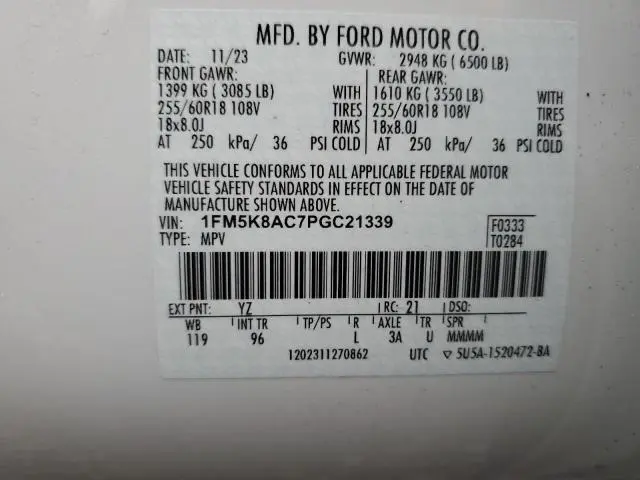 MFD. BY FORD MOTOR CO.
DATE: 11/23 GVWR: 2948 KG ( 6500 LB)
FRONT GAWR: REAR GAWR:
1399 KG ( 3085 LB) WITH 1610 KG ( 3550 LB) WITH
255/60R18 108V TIRES 255/60R18 108V TIRES
18x8.0J RIMS 18x8.0J RIMS
AT 250 kPa/ 36 PSI COLD AT 250 kPa/ 36 PSI COLD
THIS VEHICLE CONFORMS TO ALL APPLICABLE FEDERAL MOTOR
VEHICLE SAFETY STANDARDS IN EFFECT ON THE DATE OF
MANUFACTURE SHOWN ABOVE.
VIN: 1FM5K8AC7PGC21339 F0333
TYPE: MPV T0284
EXT PNT: YZ RC: 21 DSO:
WB INT TR TP/PS R AXLE TR SPR
119 96 L 3A U MMMM
1202311270862 UTC ▽ 5U5A-1520472-BA